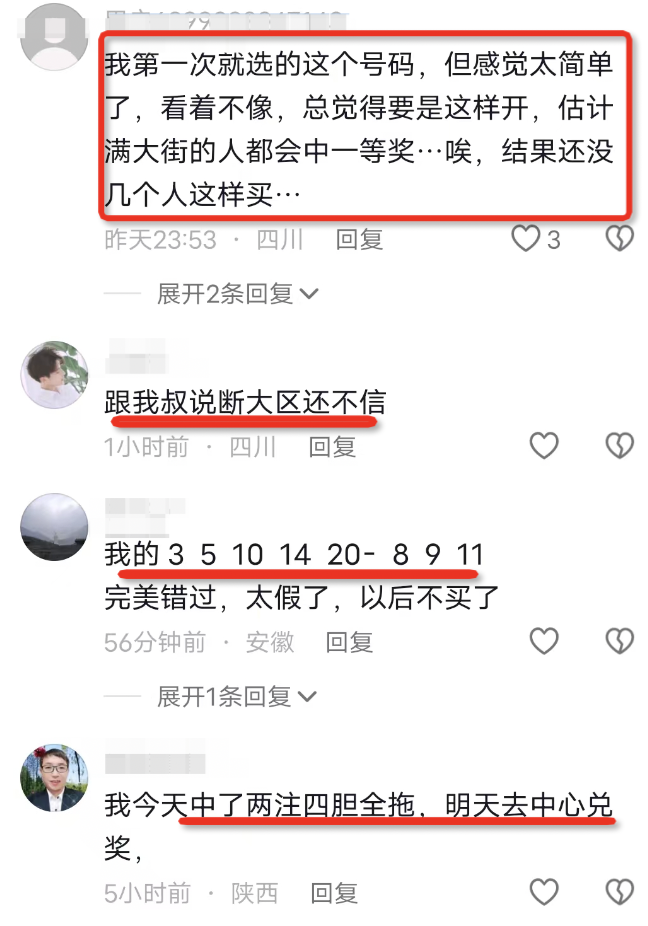 我第一次就选的这个号码，但感觉太简单
了，看着不像，总觉得要是这样开，估计
满大街的人都会中一等奖…唉，结果还没
几个人这样买…
昨天23:53 · 四川 回复 3
展开2条回复
跟我叔说断大区还不信
1小时前 · 四川 回复
我的 3 5 10 14 20- 8 9 11
完美错过，太假了，以后不买了
56分钟前 · 安徽 回复
展开1条回复
我今天中了两注四胆全拖，明天去中心兑
奖，
5小时前 · 陕西 回复